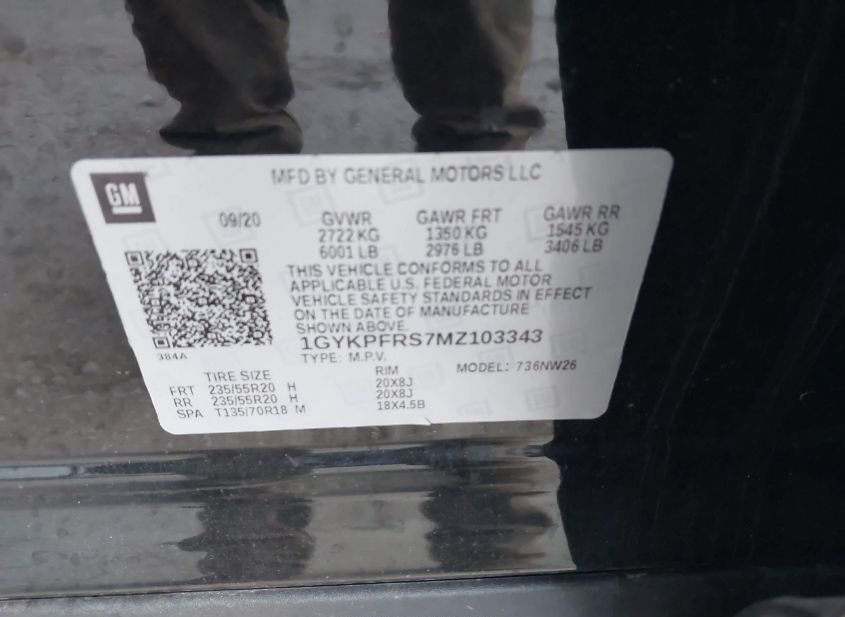 MFD BY GENERAL MOTORS LLC
GM
09/20 GVWR GAWR FRT GAWR RR
2722 KG 1350 KG 1545 KG
6001 LB 2976 LB 3406 LB
THIS VEHICLE CONFORMS TO ALL
APPLICABLE U.S. FEDERAL MOTOR
VEHICLE SAFETY STANDARDS IN EFFECT
ON THE DATE OF MANUFACTURE
SHOWN ABOVE.
1GYKPFRS7MZ103343
384A
TYPE: M.P.V. MODEL: 736NW26
TIRE SIZE RIM
FRT 235/55R20 H 20X8J
RR 235/55R20 H 20X8J
SPA T135/70R18 M 18X4.5B